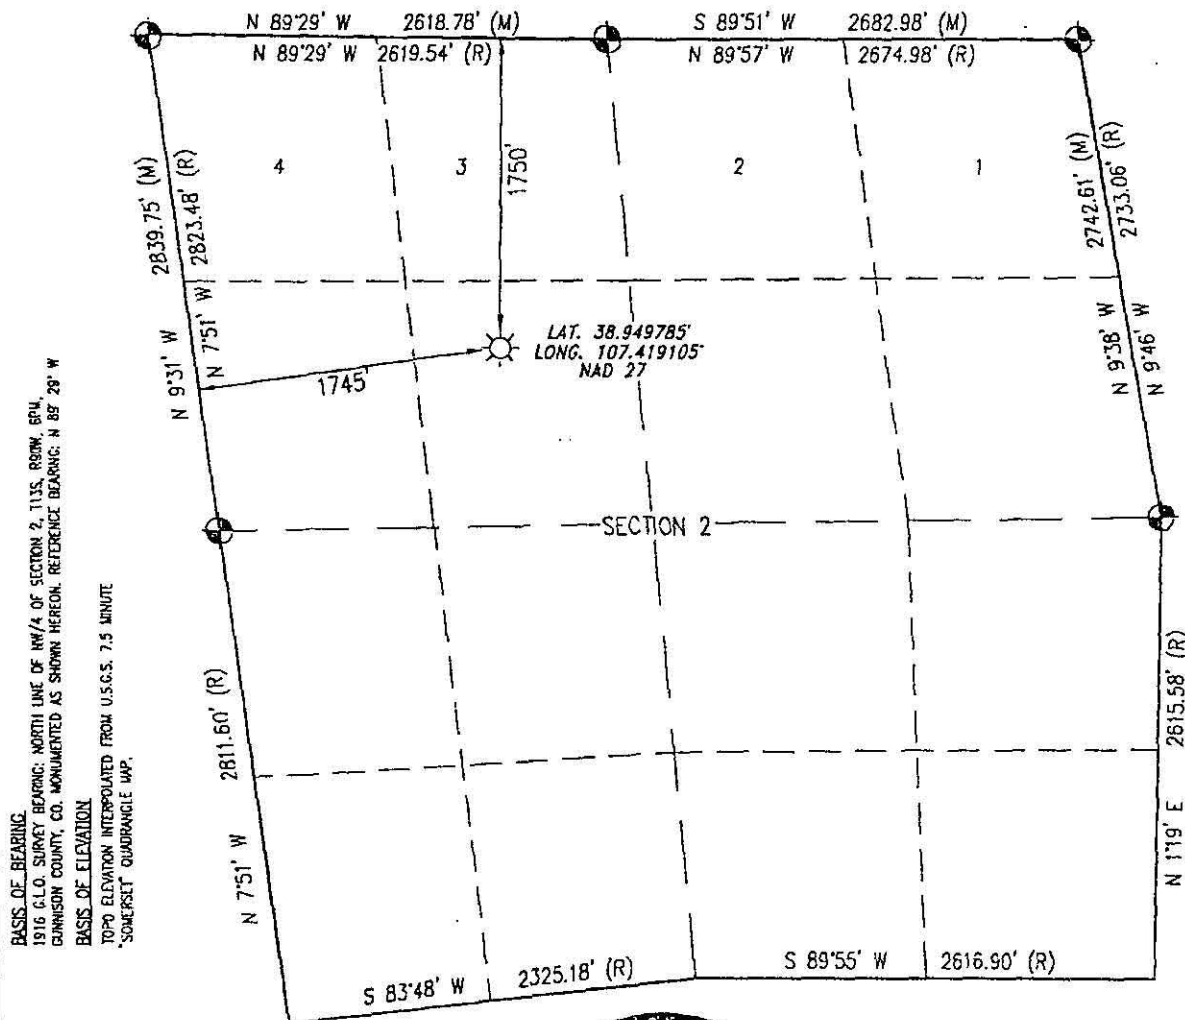 N 89°29' W 2618.78' (M)
S 89°51' W 2682.98' (M)
N 89°29' W 2619.54' (R)
N 89°57' W 2674.98' (R)
4
3
2
1
1750'
2839.75' (M)
2823.48' (R)
2742.61' (M)
2733.06' (R)
N 9°31' W
N 7°51' W
N 9°38' W
N 9°46' W
LAT. 38.949785°
LONG. 107.419105°
NAD 27
1745'
SECTION 2
2811.60' (R)
N 7°51' W
2615.58' (R)
N 1°19' E
S 83°48' W 2325.18' (R)
S 89°55' W 2616.90' (R)
BASIS OF BEARING
1916 G.L.O. SURVEY BEARING: NORTH LINE OF NW/4 OF SECTION 2, T13S, R90W, 6PM,
GUNNISON COUNTY, CO. MONUMENTED AS SHOWN HEREON. REFERENCE BEARING: N 89° 29' W
BASIS OF ELEVATION
TOPO ELEVATION INTERPOLATED FROM U.S.G.S. 7.5 MINUTE
"SOMERSET" QUADRANGLE MAP.